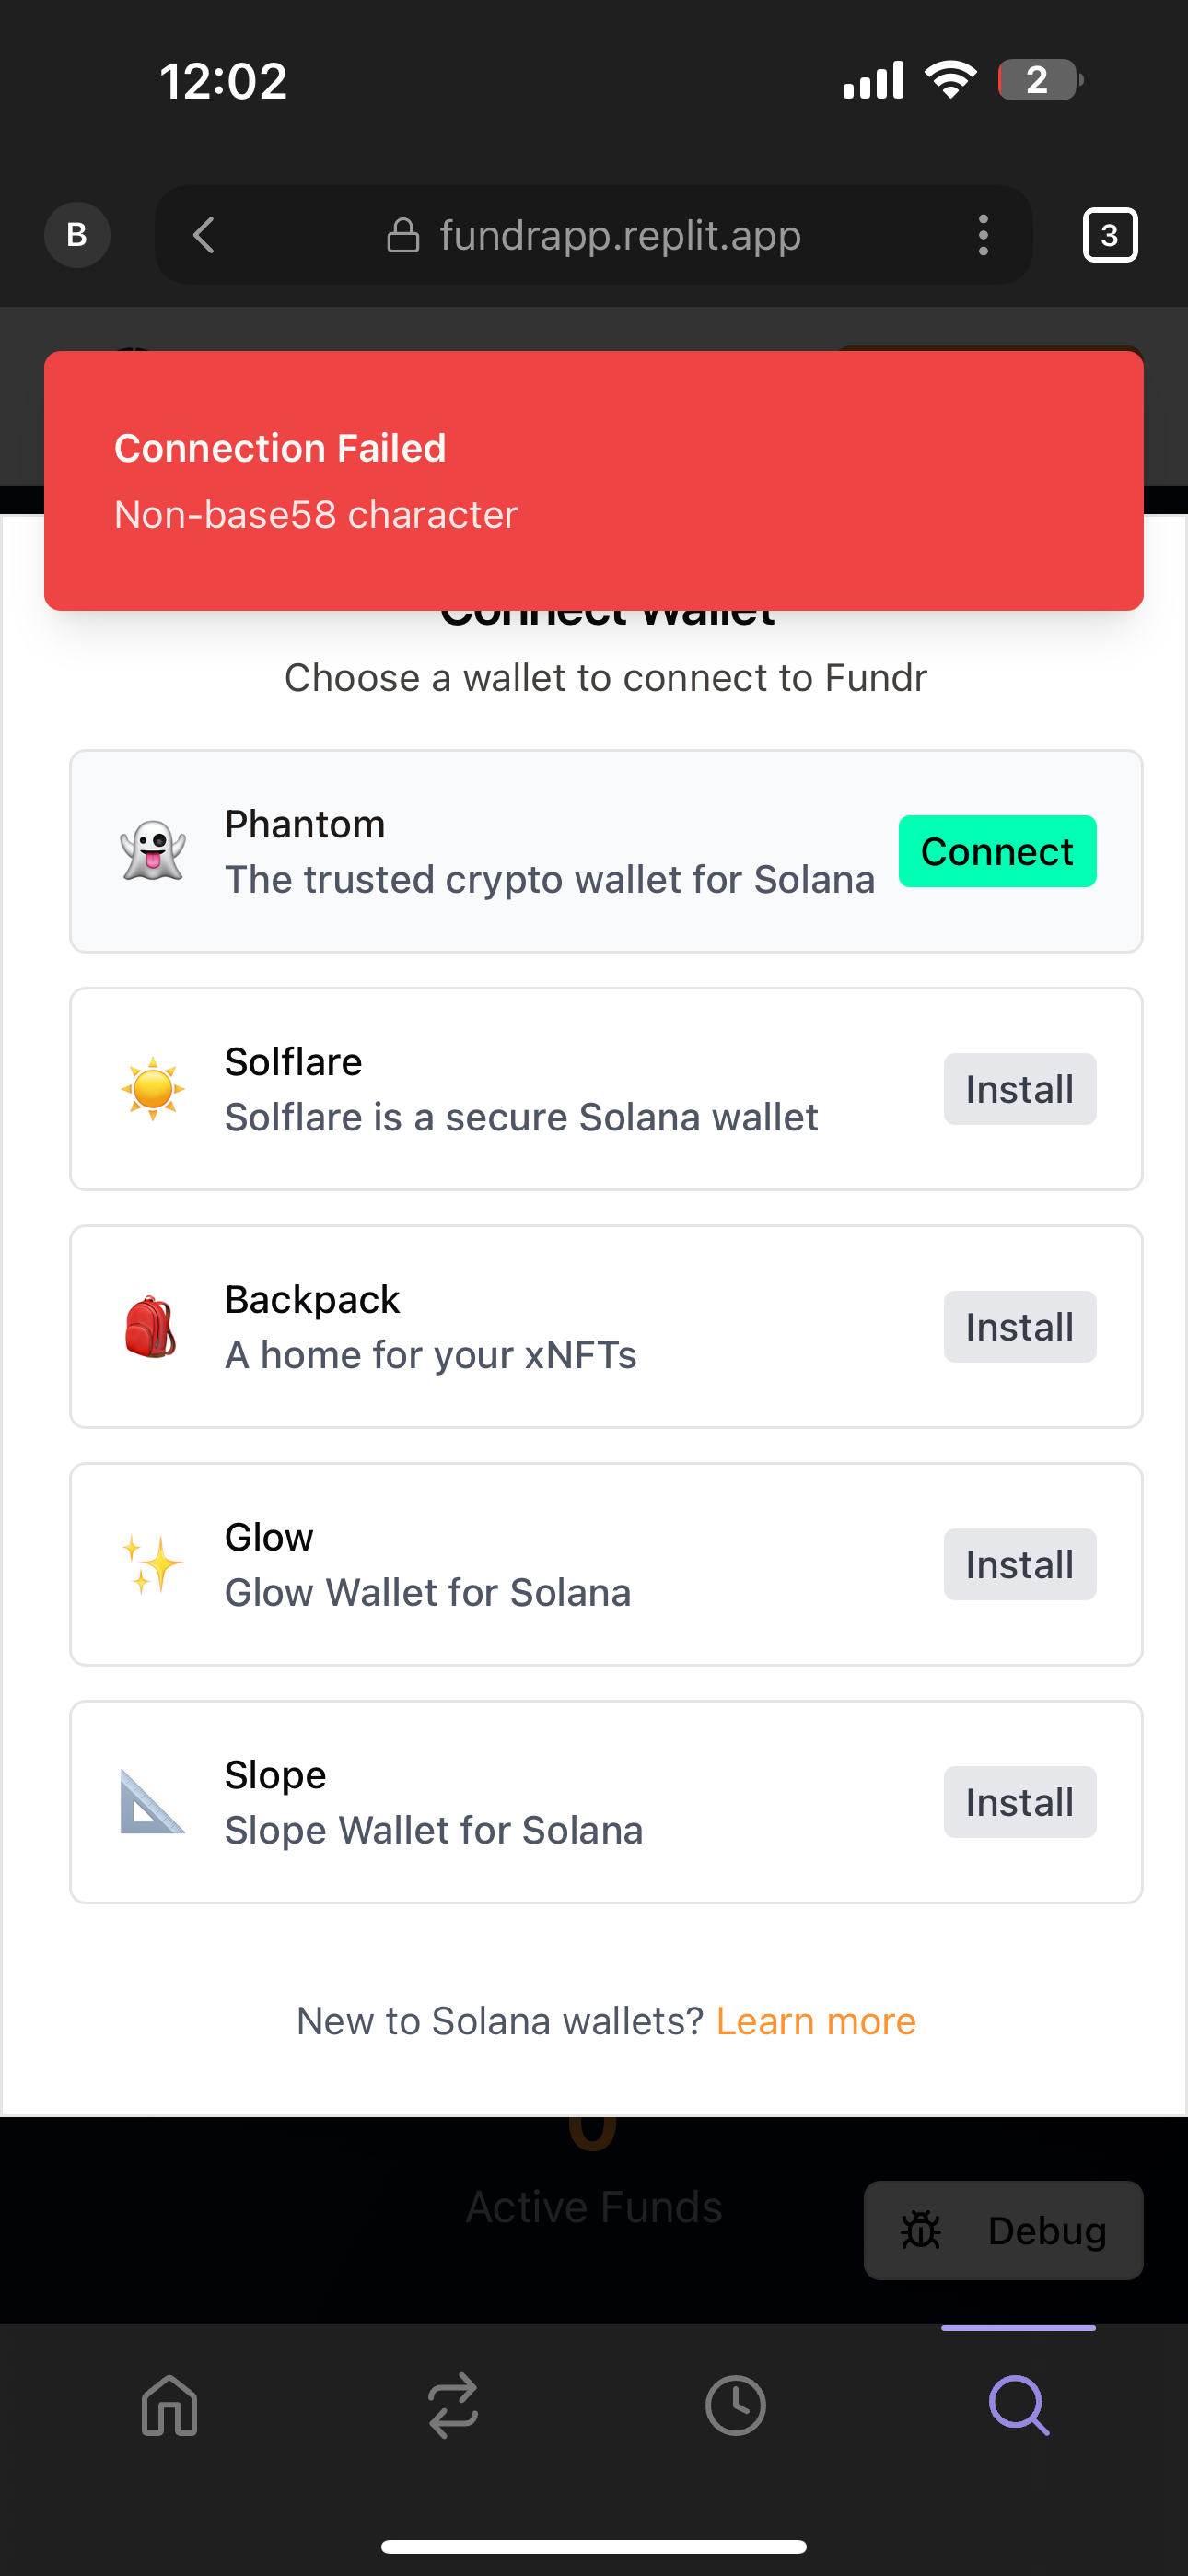 12:02
2
B
fundrapp.replit.app
3
Connection Failed
Non-base58 character
Connect Wallet
Choose a wallet to connect to Fundr
Phantom
The trusted crypto wallet for Solana
Connect
Solflare
Solflare is a secure Solana wallet
Install
Backpack
A home for your xNFTs
Install
Glow
Glow Wallet for Solana
Install
Slope
Slope Wallet for Solana
Install
New to Solana wallets? Learn more
0
Active Funds
Debug